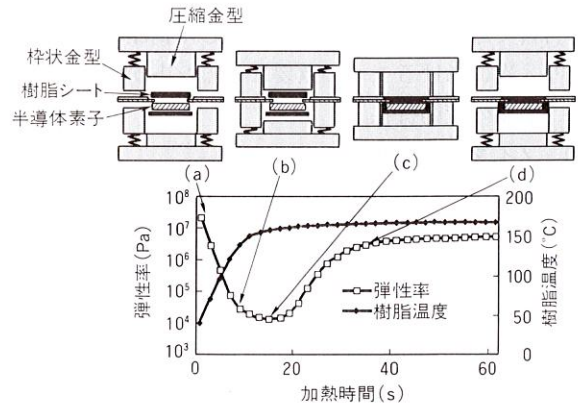 圧縮金型
枠状金型
樹脂シート
半導体素子
(a)
(b)
(c)
(d)
10⁸
10⁷
10⁶
10⁵
10⁴
10³
弾性率(Pa)
200
150
100
50
0
樹脂温度(℃)
弾性率
樹脂温度
0
20
40
60
加熱時間(s)